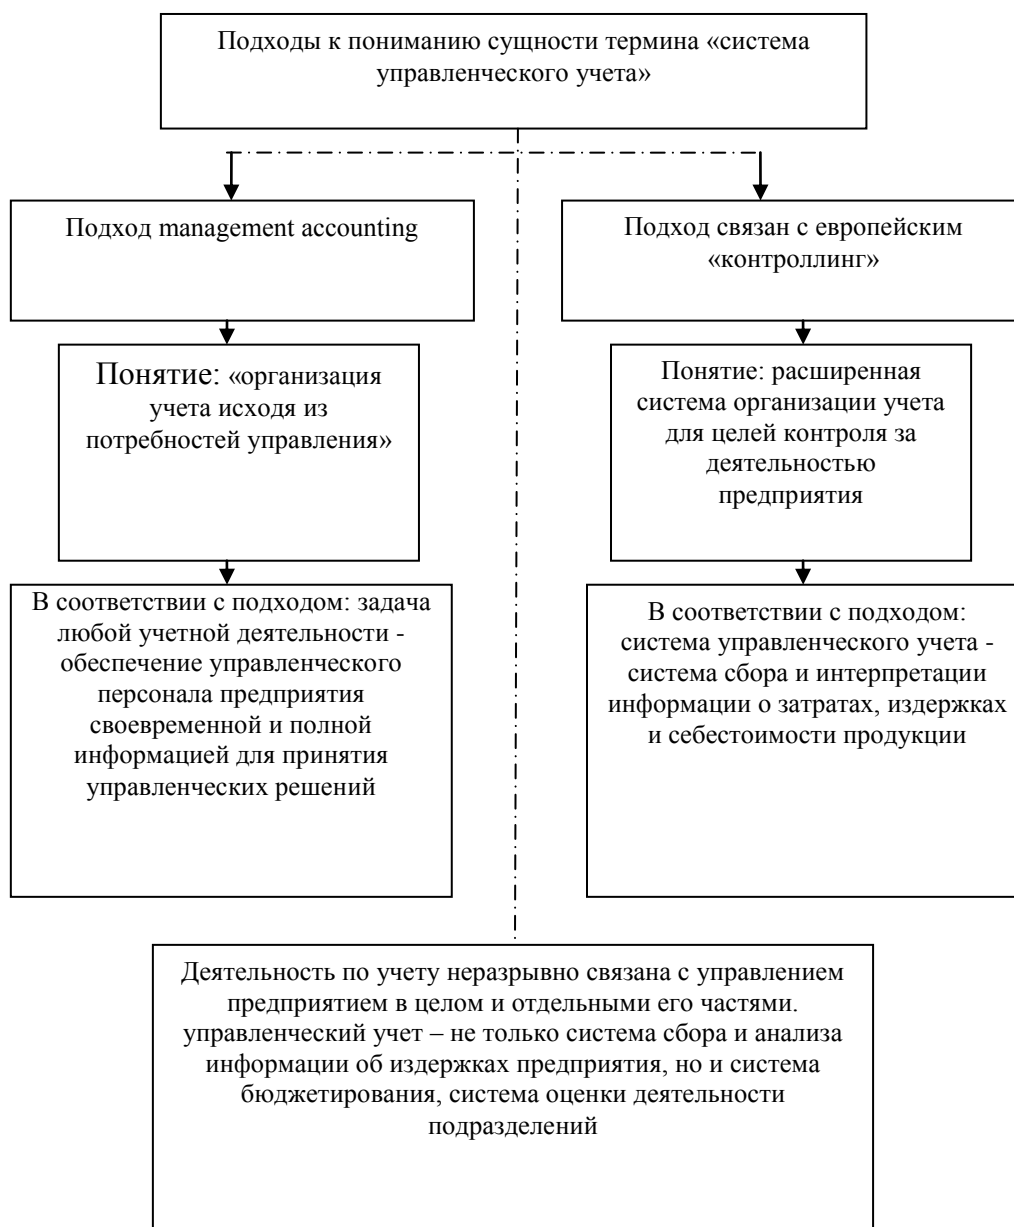 Подходы к пониманию сущности термина «система
управленческого учета»
Подход management accounting
Подход связан с европейским
«контроллинг»
Понятие: «организация
учета исходя из
потребностей управления»
Понятие: расширенная
система организации учета
для целей контроля за
деятельностью
предприятия
В соответствии с подходом: задача
любой учетной деятельности -
обеспечение управленческого
персонала предприятия
своевременной и полной
информацией для принятия
управленческих решений
В соответствии с подходом:
система управленческого учета -
система сбора и интерпретации
информации о затратах, издержках
и себестоимости продукции
Деятельность по учету неразрывно связана с управлением
предприятием в целом и отдельными его частями.
управленческий учет – не только система сбора и анализа
информации об издержках предприятия, но и система
бюджетирования, система оценки деятельности
подразделений